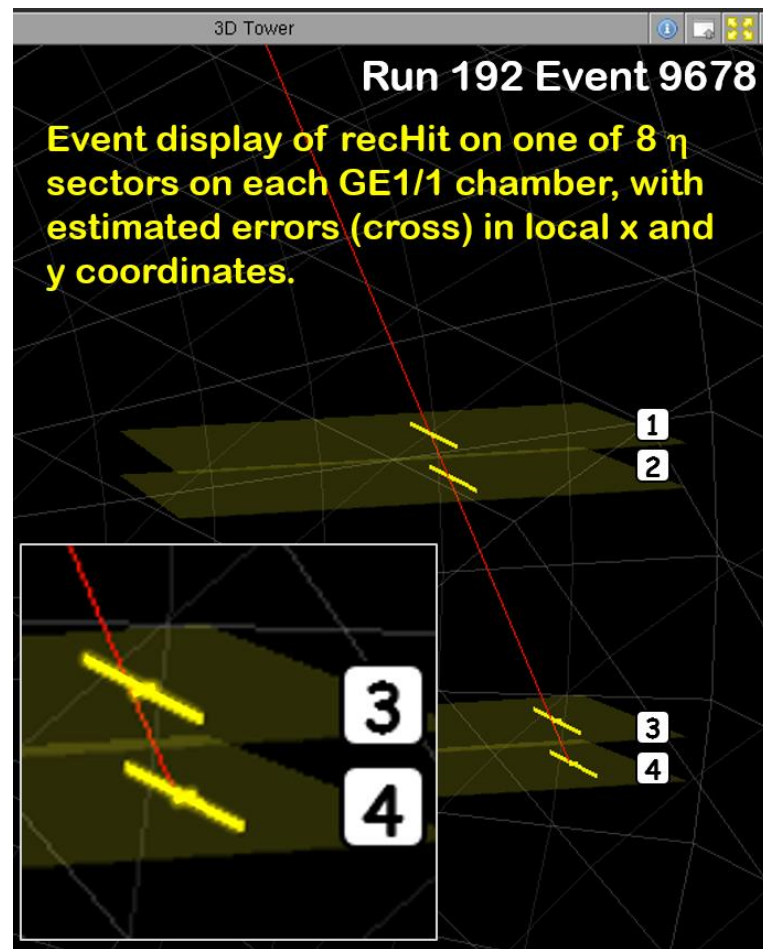 3D Tower
Run 192 Event 9678
Event display of recHit on one of 8 η
sectors on each GE1/1 chamber, with
estimated errors (cross) in local x and
y coordinates.
1
2
3
4
3
4